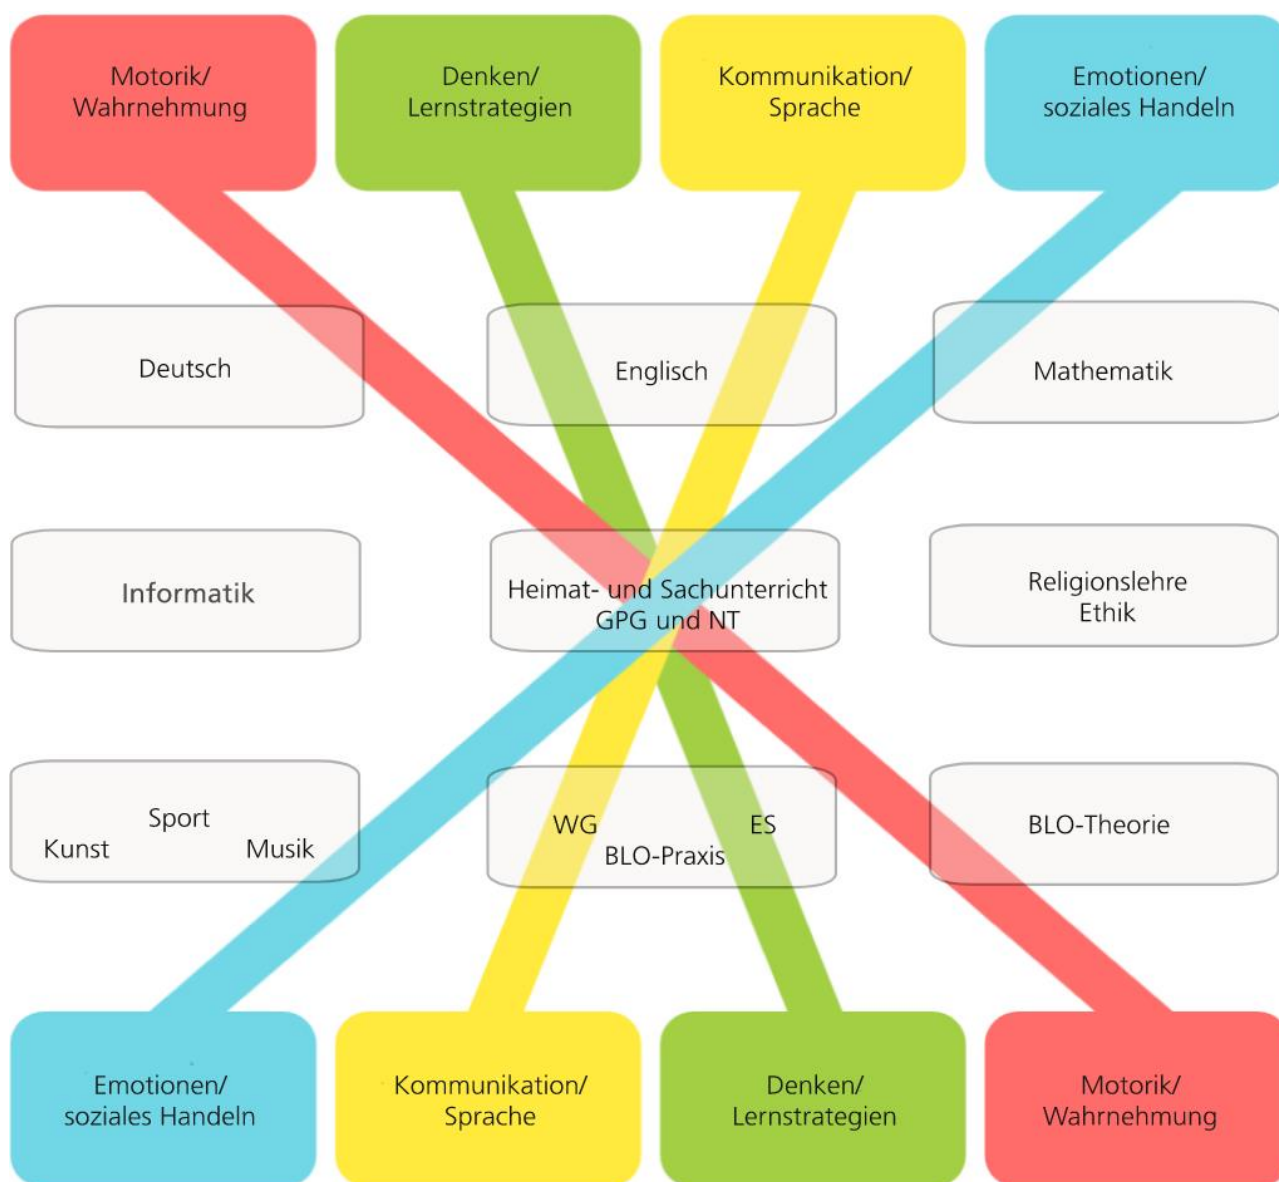 Motorik/
Wahrnehmung
Denken/
Lernstrategien
Kommunikation/
Sprache
Emotionen/
soziales Handeln
Deutsch
Englisch
Mathematik
Informatik
Heimat- und Sachunterricht
GPG und NT
Religionslehre
Ethik
Sport
Kunst Musik
WG ES
BLO-Praxis
BLO-Theorie
Emotionen/
soziales Handeln
Kommunikation/
Sprache
Denken/
Lernstrategien
Motorik/
Wahrnehmung